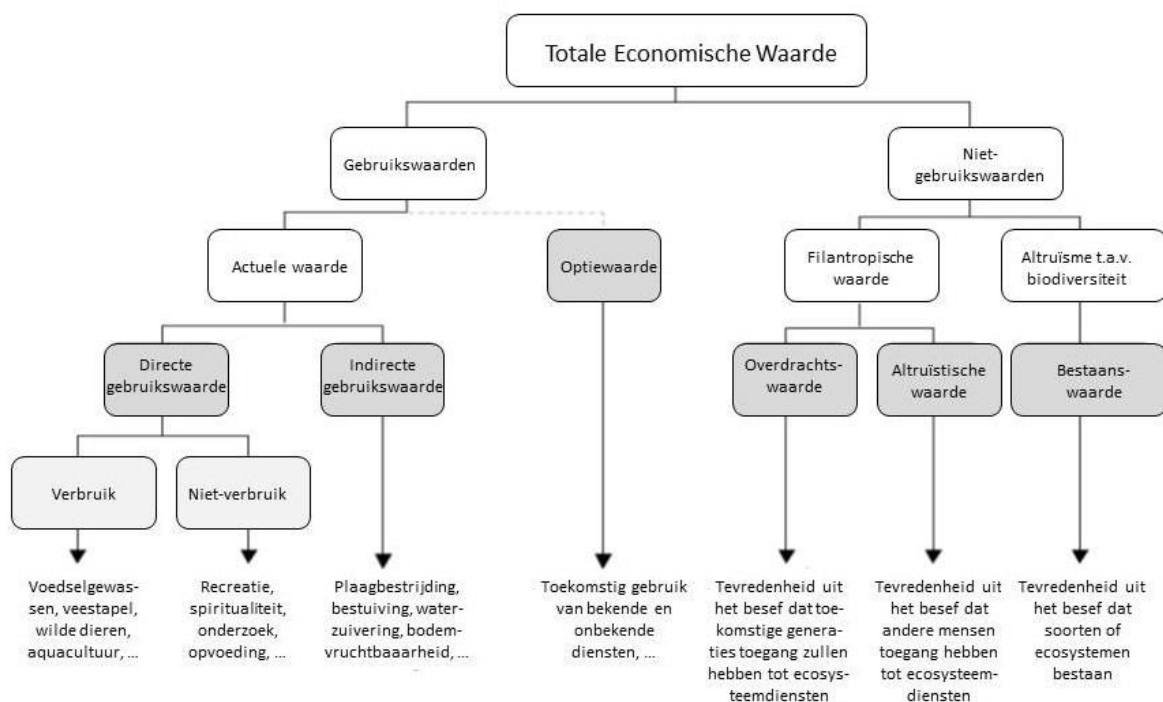 Totale Economische Waarde
Gebruikswaarden
Niet-
gebruikswaarden
Actuele waarde
Optiewaarde
Filantropische
waarde
Altruïsme t.a.v.
biodiversiteit
Directe
gebruikswaarde
Indirecte
gebruikswaarde
Overdrachts-
waarde
Altruïstische
waarde
Bestaans-
waarde
Verbruik
Niet-verbruik
Voedselgewas-
sen, veestapel,
wilde dieren,
aquacultuur, ...
Recreatie,
spiritualiteit,
onderzoek,
opvoeding, ...
Plaagbestrijding,
bestuiving, water-
zuivering, bodem-
vruchtbaaarheid, ...
Toekomstig gebruik
van bekende en
onbekende
diensten, ...
Tevredenheid uit
het besef dat toe-
komstige genera-
ties toegang zullen
hebben tot ecosys-
teemdiensten
Tevredenheid uit
het besef dat
andere mensen
toegang hebben
tot ecosysteem-
diensten
Tevredenheid uit
het besef dat
soorten of
ecosystemen
bestaan